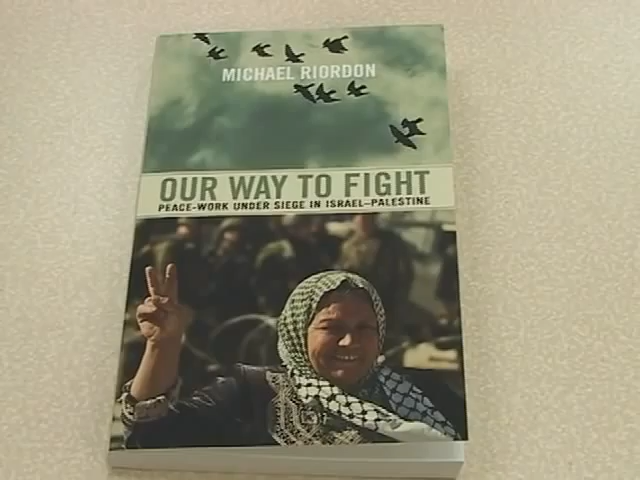 MICHAEL RIORDON
OUR WAY TO FIGHT
PEACE-WORK UNDER SIEGE IN ISRAEL–PALESTINE